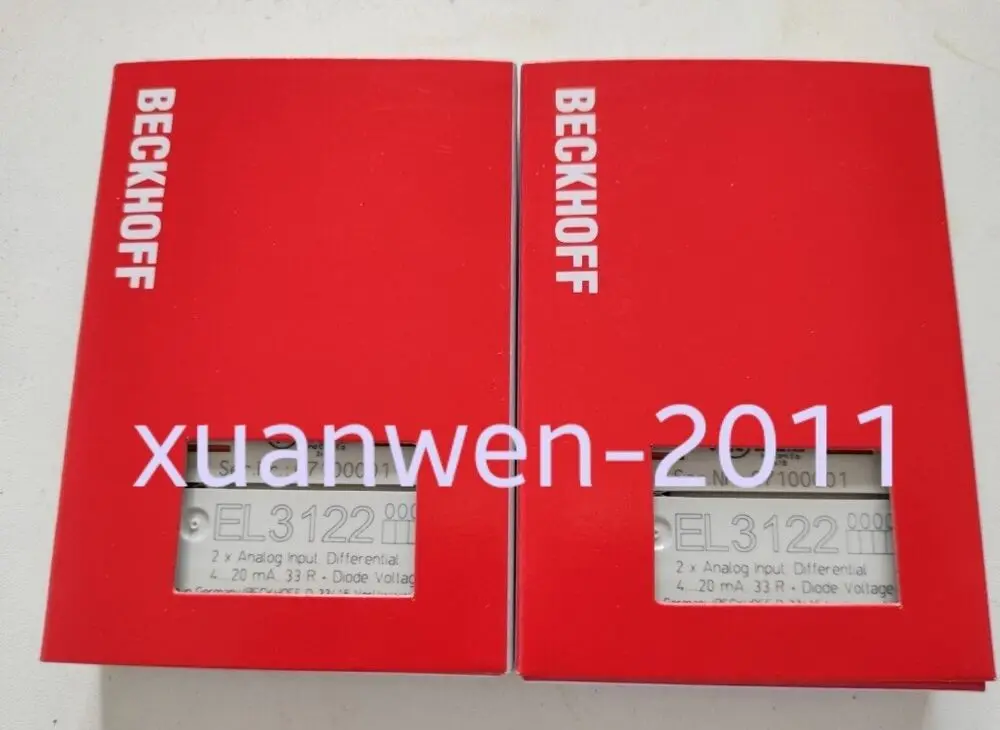 BECKHOFF
BECKHOFF
xuanwen-2011
EL3122
2 x Analog Input Differential
4...20 mA, 33 R + Diode Voltag
EL3122
2 x Analog Input Differential
4...20 mA, 33 R + Diode Voltage